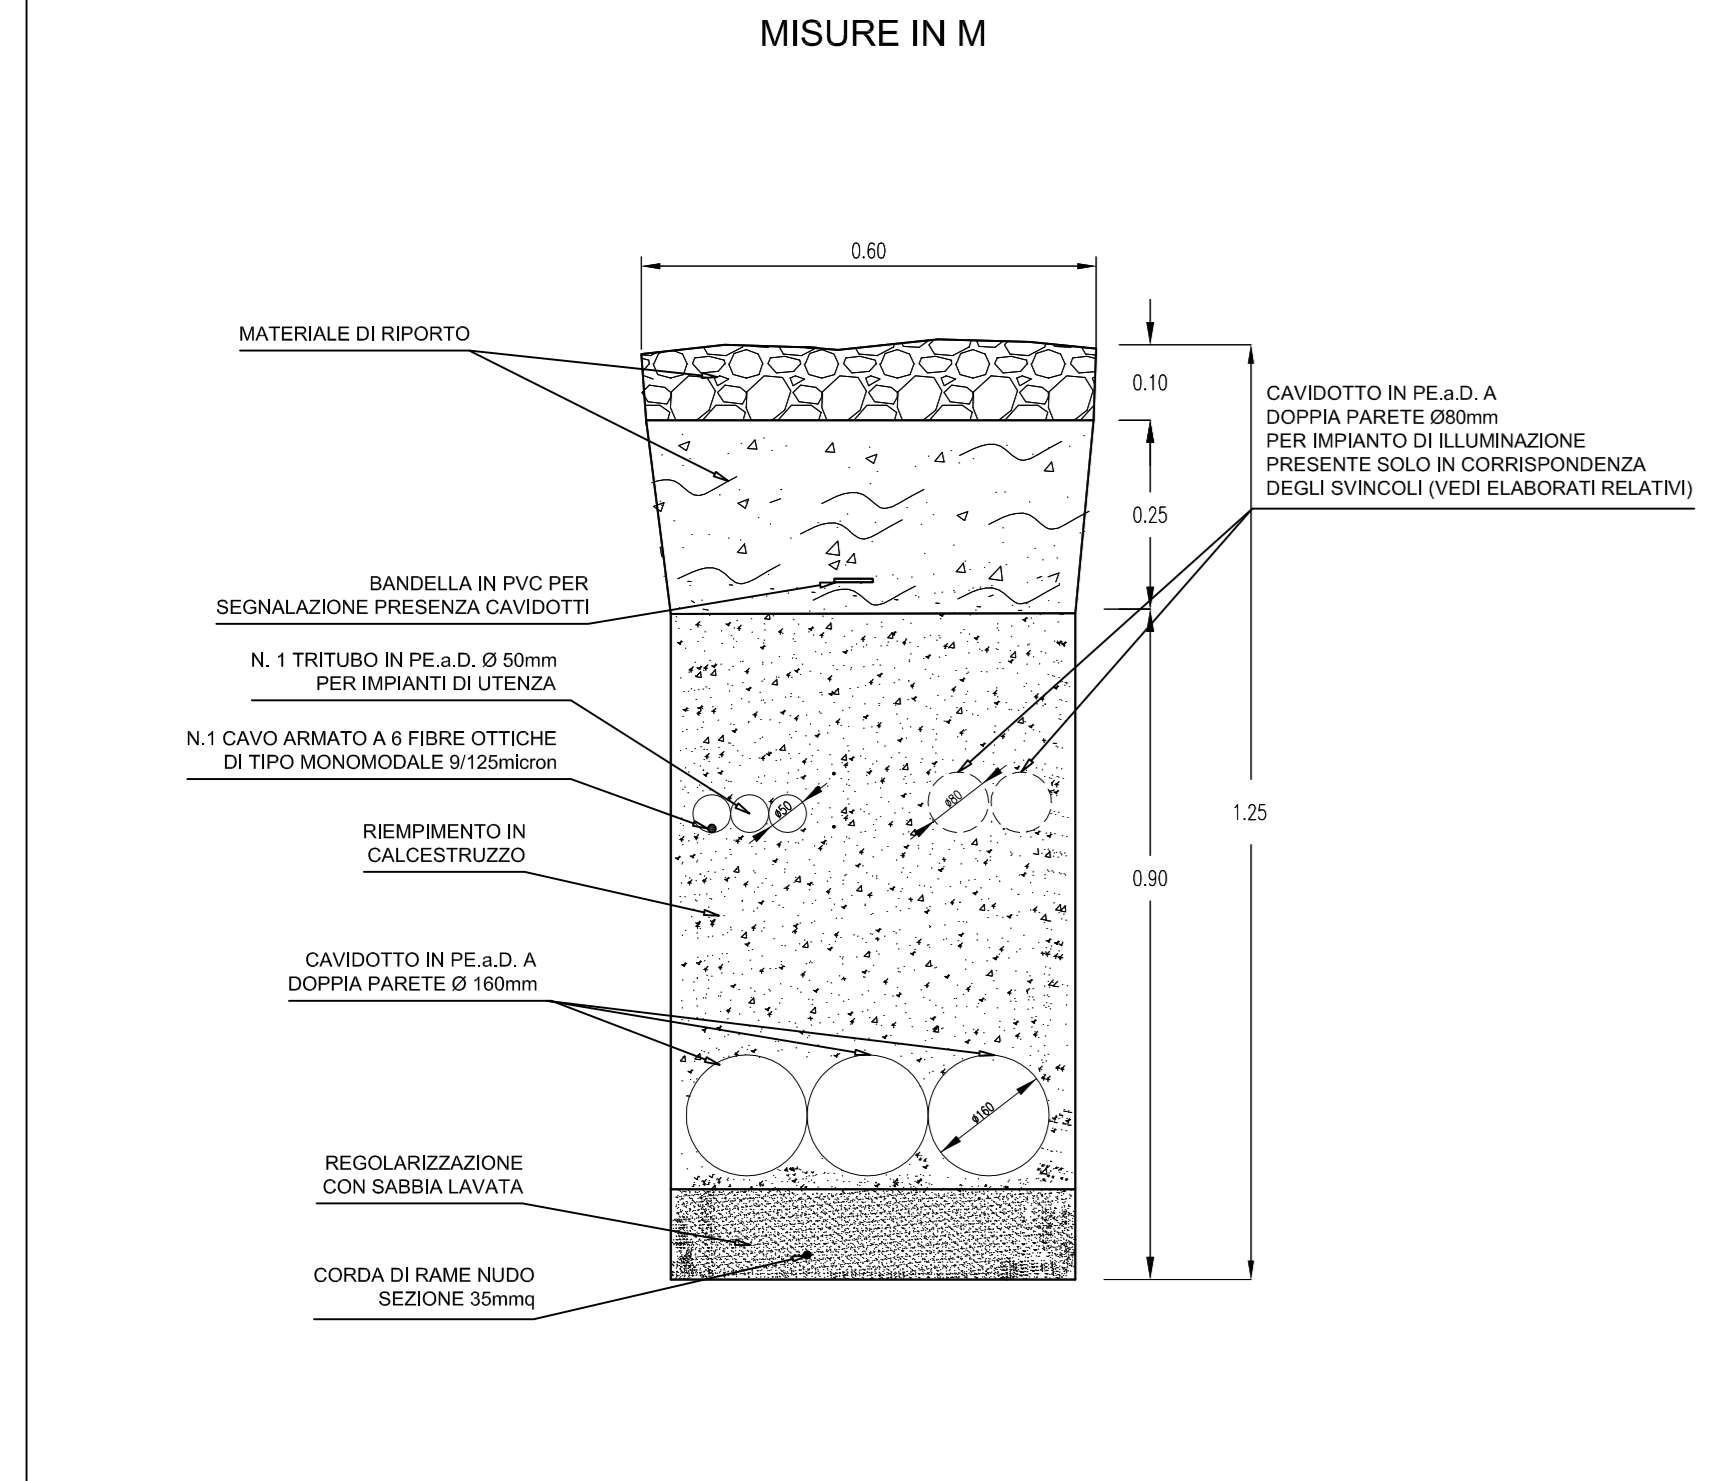 MISURE IN M
0.60
MATERIALE DI RIPORTO
0.10
CAVIDOTTO IN PE.a.D. A
DOPPIA PARETE Ø80mm
PER IMPIANTO DI ILLUMINAZIONE
PRESENTE SOLO IN CORRISPONDENZA
DEGLI SVINCOLI (VEDI ELABORATI RELATIVI)
0.25
BANDELLA IN PVC PER
SEGNALAZIONE PRESENZA CAVIDOTTI
N. 1 TRITUBO IN PE.a.D. Ø 50mm
PER IMPIANTI DI UTENZA
N.1 CAVO ARMATO A 6 FIBRE OTTICHE
DI TIPO MONOMODALE 9/125micron
ø50
ø80
1.25
RIEMPIMENTO IN
CALCESTRUZZO
0.90
CAVIDOTTO IN PE.a.D. A
DOPPIA PARETE Ø 160mm
ø160
REGOLARIZZAZIONE
CON SABBIA LAVATA
CORDA DI RAME NUDO
SEZIONE 35mmq